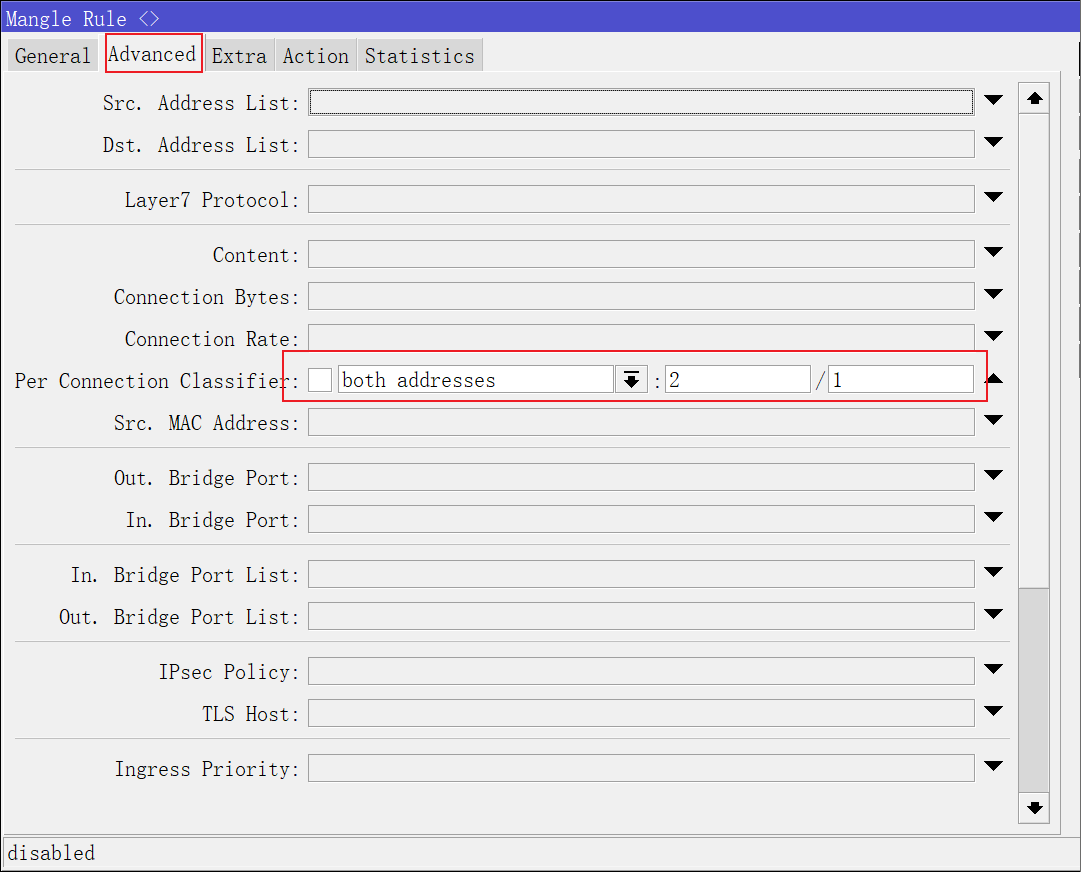 Mangle Rule <>
General Advanced Extra Action Statistics
Src. Address List:
Dst. Address List:
Layer7 Protocol:
Content:
Connection Bytes:
Connection Rate:
Per Connection Classifier: both addresses : 2 / 1
Src. MAC Address:
Out. Bridge Port:
In. Bridge Port:
In. Bridge Port List:
Out. Bridge Port List:
IPsec Policy:
TLS Host:
Ingress Priority:
disabled